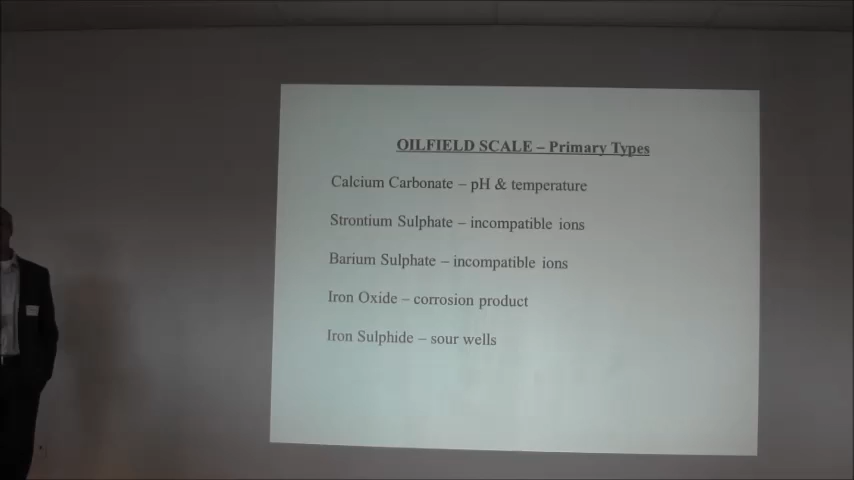 OILFIELD SCALE – Primary Types
Calcium Carbonate – pH & temperature
Strontium Sulphate – incompatible ions
Barium Sulphate – incompatible ions
Iron Oxide – corrosion product
Iron Sulphide – sour wells